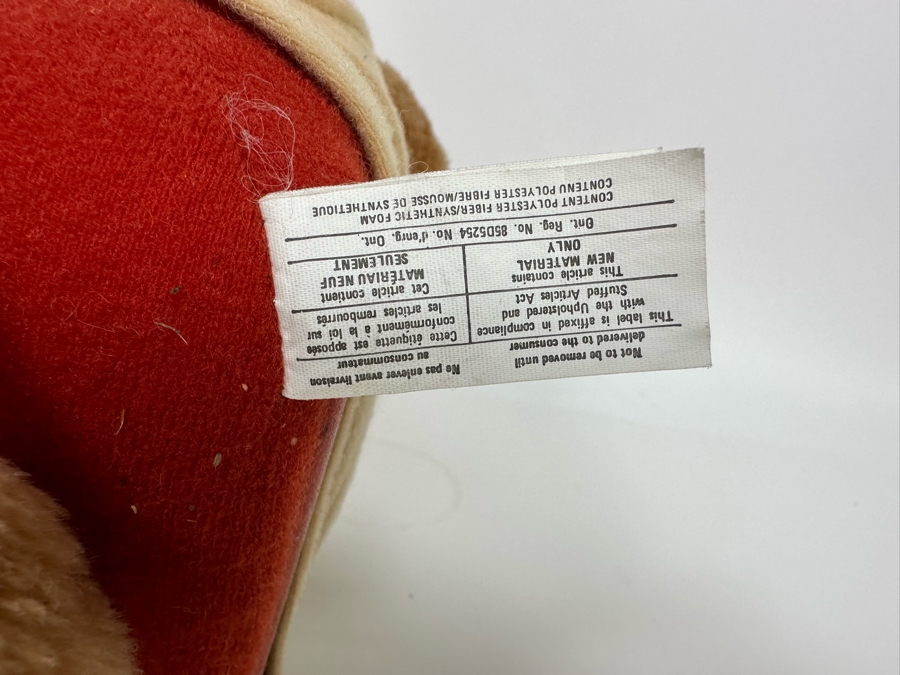 Not to be removed until
delivered to the consumer
Ne pas enlever avant livraison
au consommateur
This label is affixed in compliance
with the Upholstered and
Stuffed Articles Act
Cette étiquette est apposée
conformément à la loi sur
les articles rembourrés
This article contains
NEW MATERIAL
ONLY
Cet article contient
MATÉRIAU NEUF
SEULEMENT
Ont. Reg. No. 85D5254 No. d'enrg. Ont.
CONTENT POLYESTER FIBER/SYNTHETIC FOAM
CONTENU POLYESTER FIBRE/MOUSSE DE SYNTHETIQUE